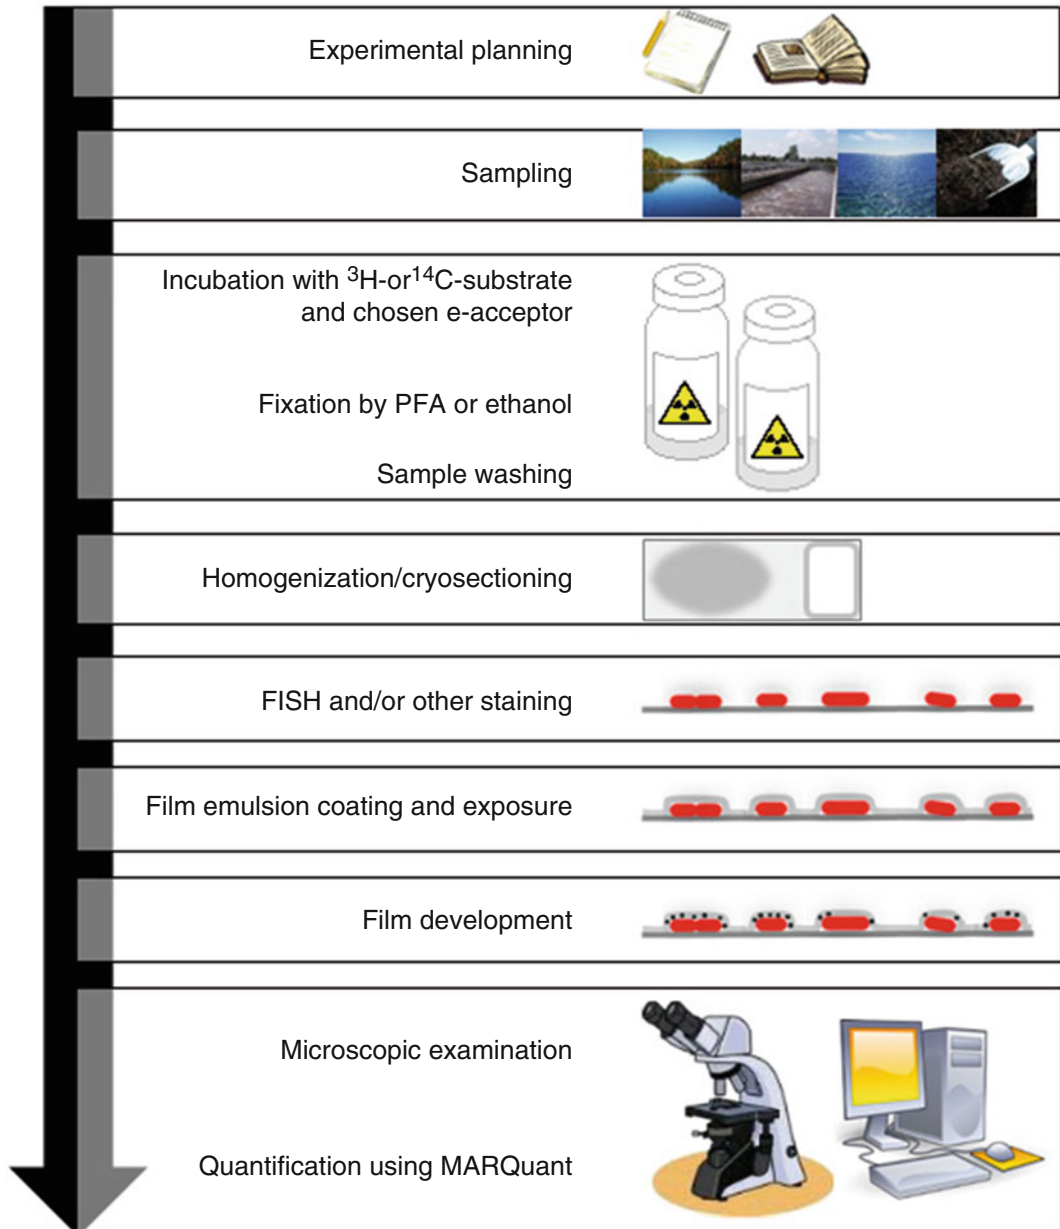 Experimental planning
Sampling
Incubation with ³H-or¹⁴C-substrate
and chosen e-acceptor
Fixation by PFA or ethanol
Sample washing
Homogenization/cryosectioning
FISH and/or other staining
Film emulsion coating and exposure
Film development
Microscopic examination
Quantification using MARQuant